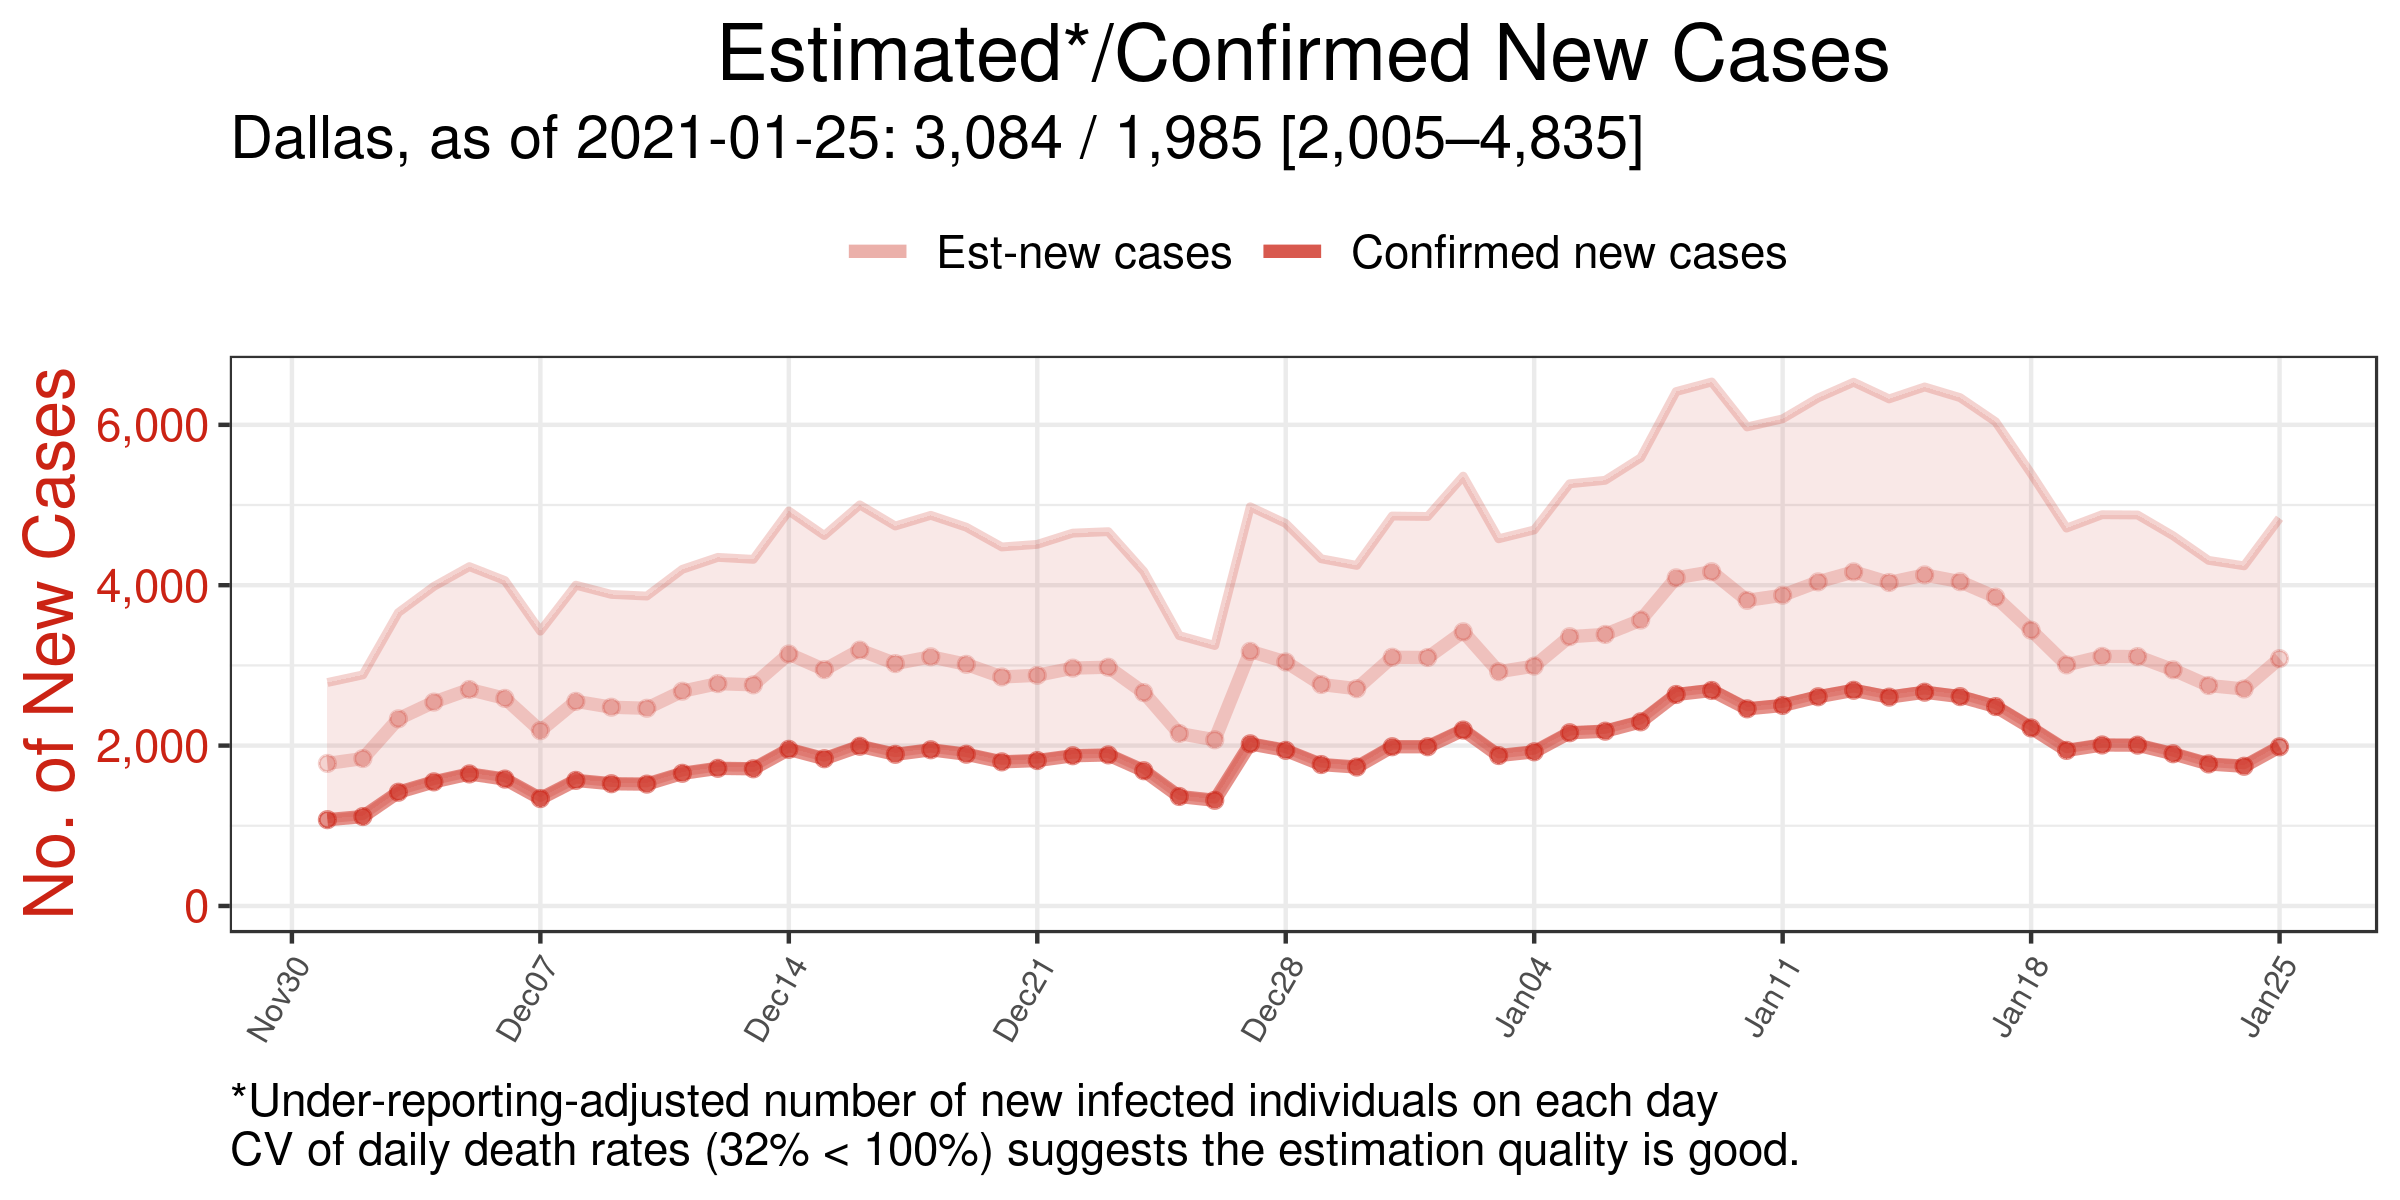 Estimated*/Confirmed New Cases
Dallas, as of 2021-01-25: 3,084 / 1,985 [2,005–4,835]
Est-new cases
Confirmed new cases
No. of New Cases
6,000
4,000
2,000
0
Nov30
Dec07
Dec14
Dec21
Dec28
Jan04
Jan11
Jan18
Jan25
*Under-reporting-adjusted number of new infected individuals on each day
CV of daily death rates (32% < 100%) suggests the estimation quality is good.